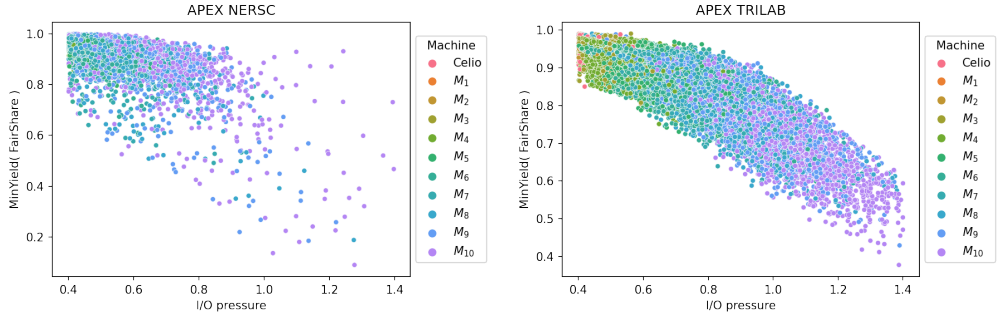 APEX NERSC
MinYield( FairShare )
1.0
0.8
0.6
0.4
0.2
0.4
0.6
0.8
1.0
1.2
1.4
I/O pressure
Machine
Celio
M1
M2
M3
M4
M5
M6
M7
M8
M9
M10
APEX TRILAB
MinYield( FairShare )
1.0
0.9
0.8
0.7
0.6
0.5
0.4
0.4
0.6
0.8
1.0
1.2
1.4
I/O pressure
Machine
Celio
M1
M2
M3
M4
M5
M6
M7
M8
M9
M10